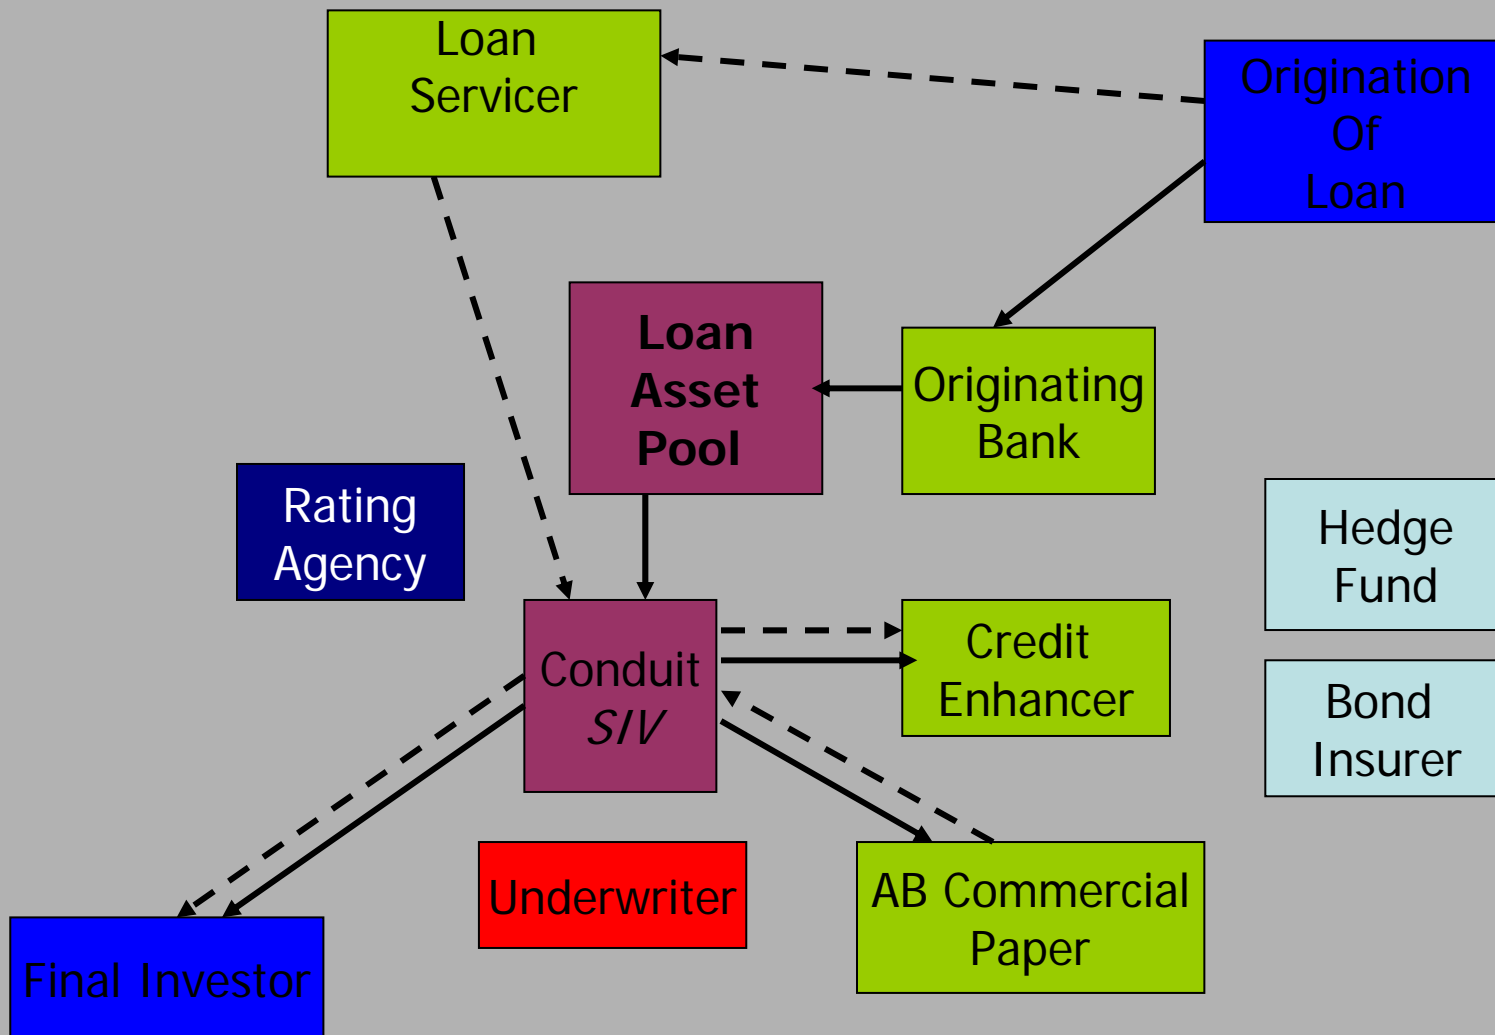 Loan
Servicer
Origination
Of
Loan
Loan
Asset
Pool
Originating
Bank
Rating
Agency
Hedge
Fund
Conduit
SIV
Credit
Enhancer
Bond
Insurer
Underwriter
AB Commercial
Paper
Final Investor